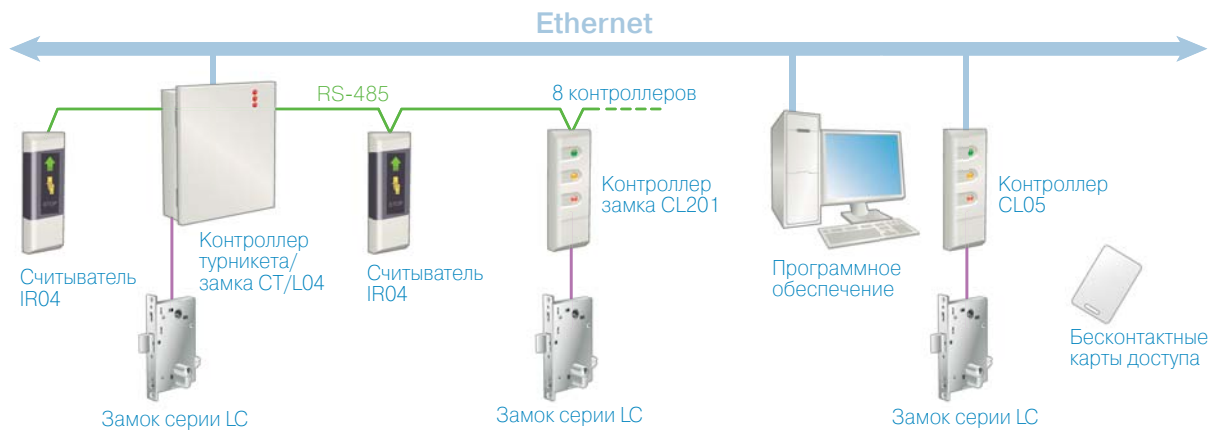 Ethernet
RS-485
8 контроллеров
Считыватель
IR04
Контроллер
турникета/
замка CT/L04
Считыватель
IR04
Контроллер
замка CL201
Программное
обеспечение
Контроллер
CL05
Бесконтактные
карты доступа
Замок серии LC
Замок серии LC
Замок серии LC